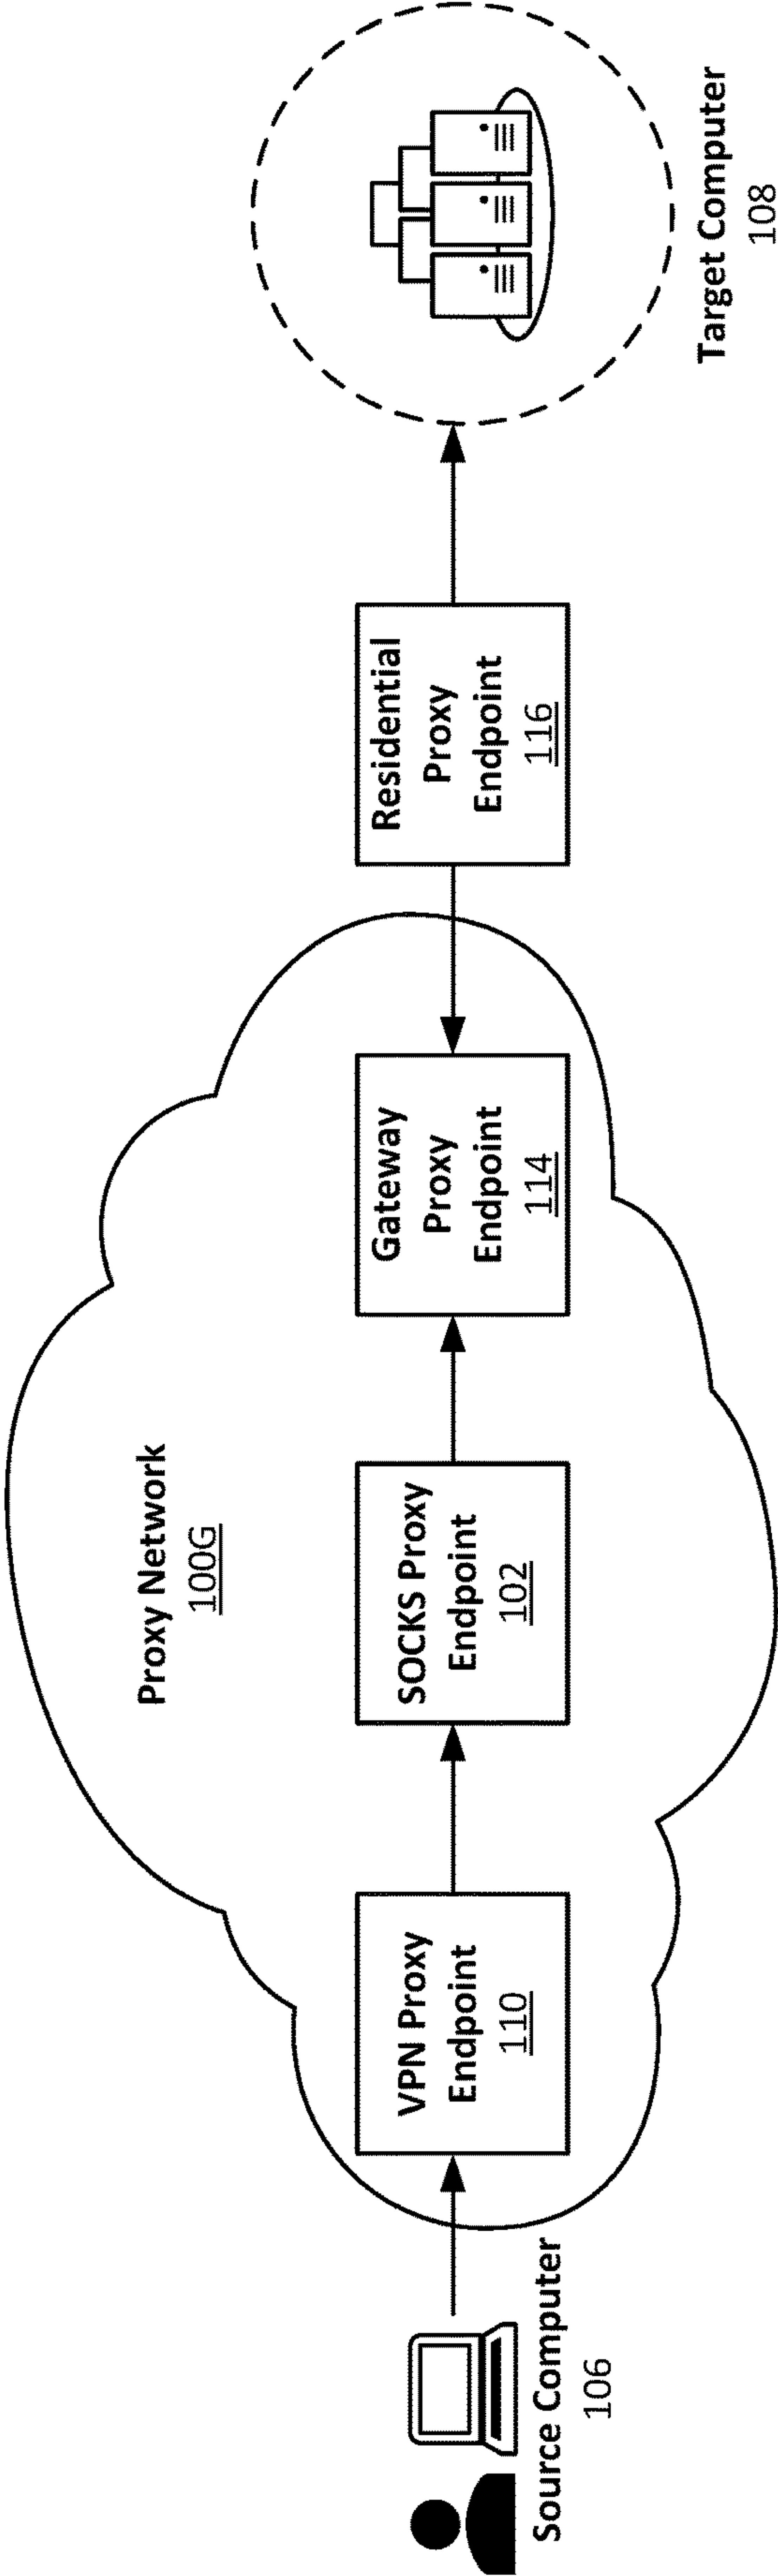 Proxy Network
100G
Source Computer
106
VPN Proxy
Endpoint
110
SOCKS Proxy
Endpoint
102
Gateway
Proxy
Endpoint
114
Residential
Proxy
Endpoint
116
Target Computer
108